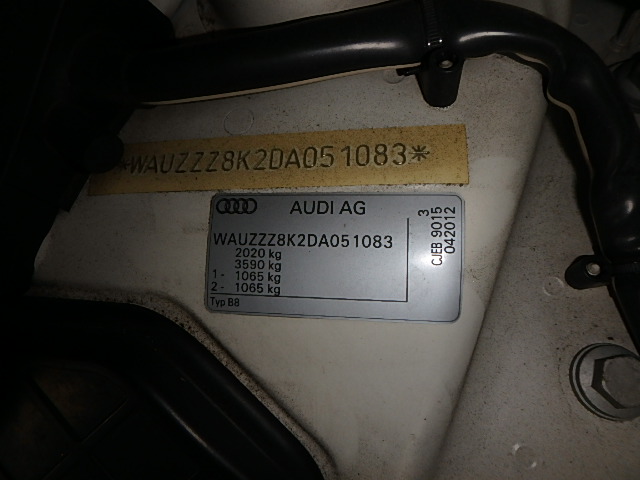 *WAUZZZ8K2DA051083*
AUDI AG
WAUZZZ8K2DA051083
2020 kg
3590 kg
1- 1065 kg
2- 1065 kg
Typ B8
3
CJEB 9015
042012